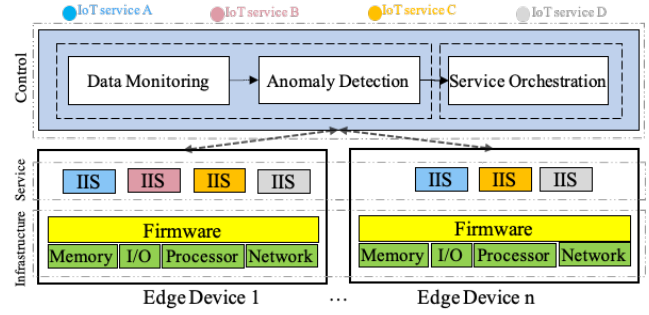 IoT service A IoT service B IoT service C IoT service D
Control
Data Monitoring Anomaly Detection Service Orchestration
Service
IIS IIS IIS IIS IIS IIS IIS
Infrastructure
Firmware Firmware
Memory I/O Processor Network Memory I/O Processor Network
Edge Device 1 ... Edge Device n